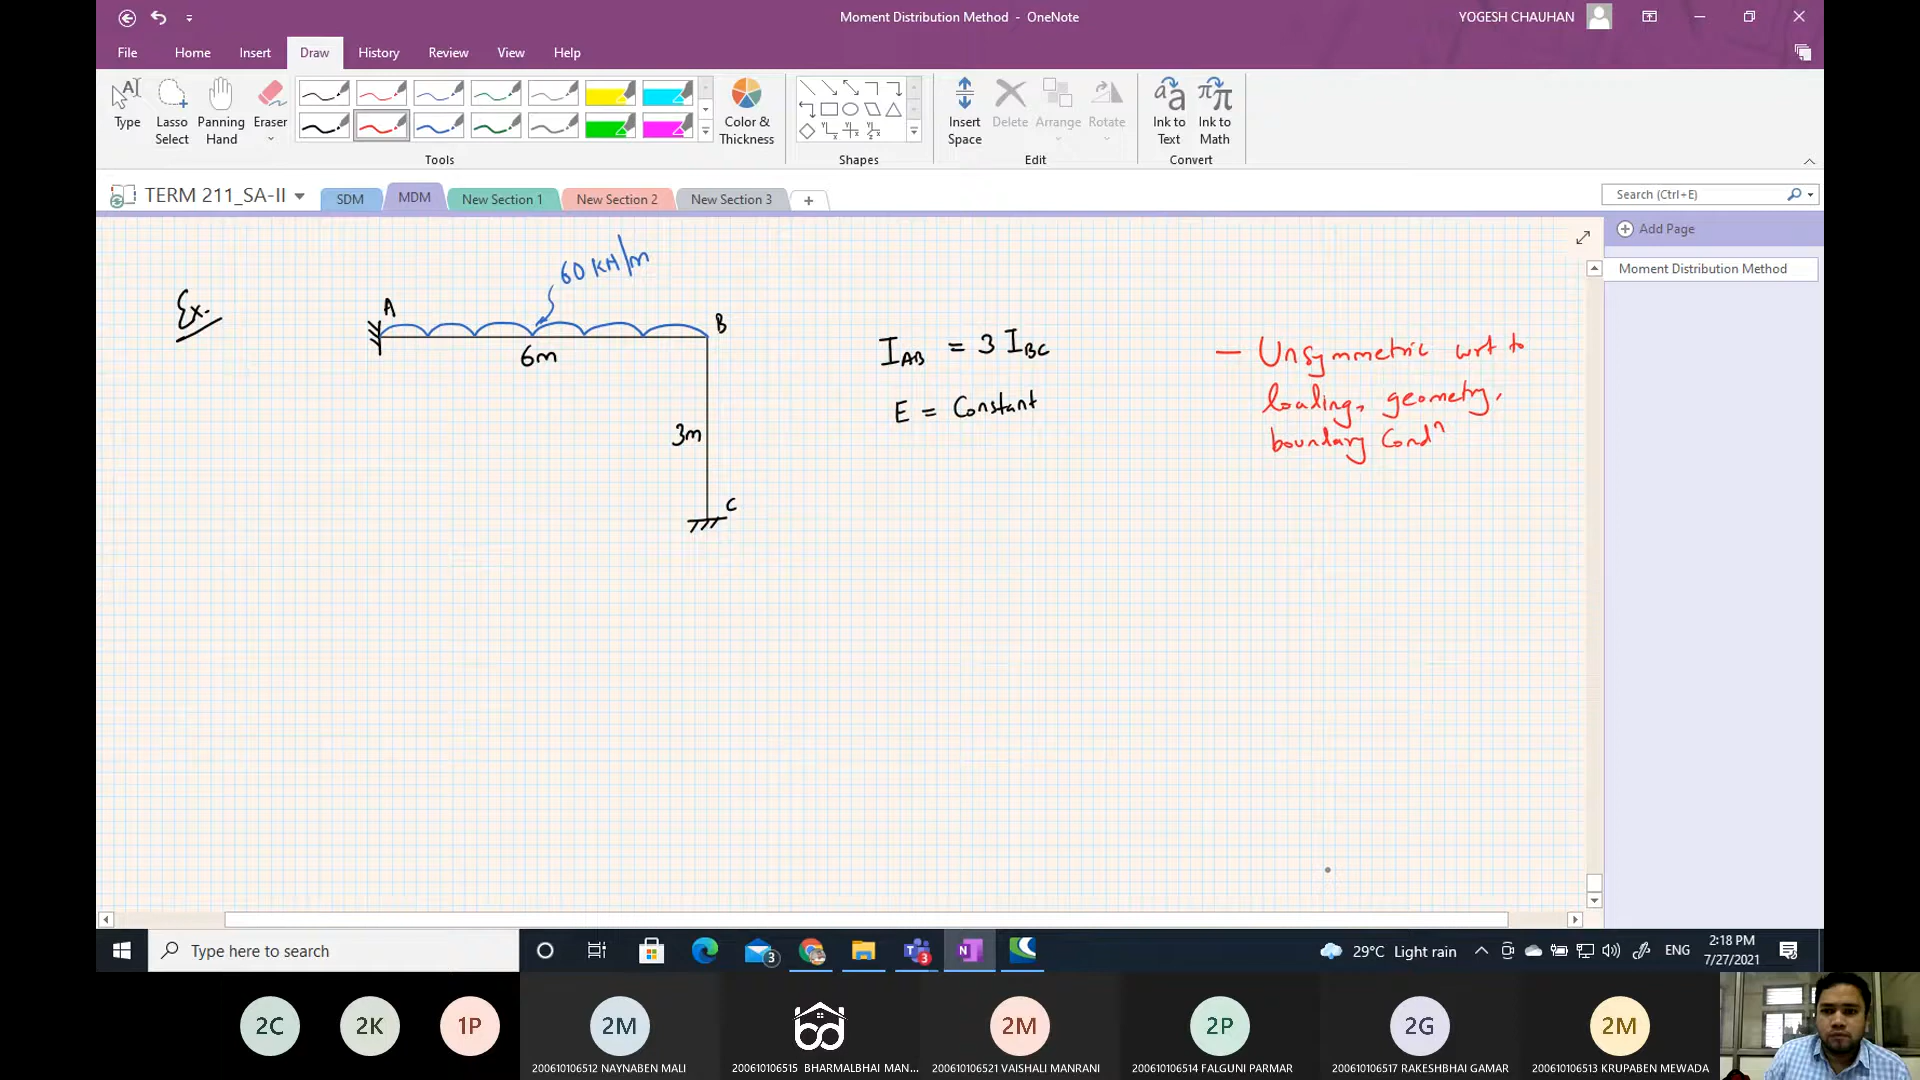 Moment Distribution Method - OneNote
YOGESH CHAUHAN
File Home Insert Draw History Review View Help
Type
Lasso Select
Panning Hand
Eraser
Color & Thickness
Insert Space
Delete
Arrange
Rotate
Ink to Text
Ink to Math
Tools
Shapes
Edit
Convert
TERM 211_SA-II
SDM
MDM
New Section 1
New Section 2
New Section 3
Search (Ctrl+E)
Add Page
Moment Distribution Method
60 KN/m
Ex.
A
B
6m
3m
C
I_AB = 3 I_BC
E = Constant
— Unsymmetric wrt to
loading, geometry,
boundary Condⁿ
Type here to search
3
3
29°C Light rain
ENG
2:18 PM
7/27/2021
2C
2K
1P
2M
200610106512 NAYNABEN MALI
200610106515 BHARMALBHAI MAN...
2M
200610106521 VAISHALI MANRANI
2P
200610106514 FALGUNI PARMAR
2G
200610106517 RAKESHBHAI GAMAR
2M
200610106513 KRUPABEN MEWADA